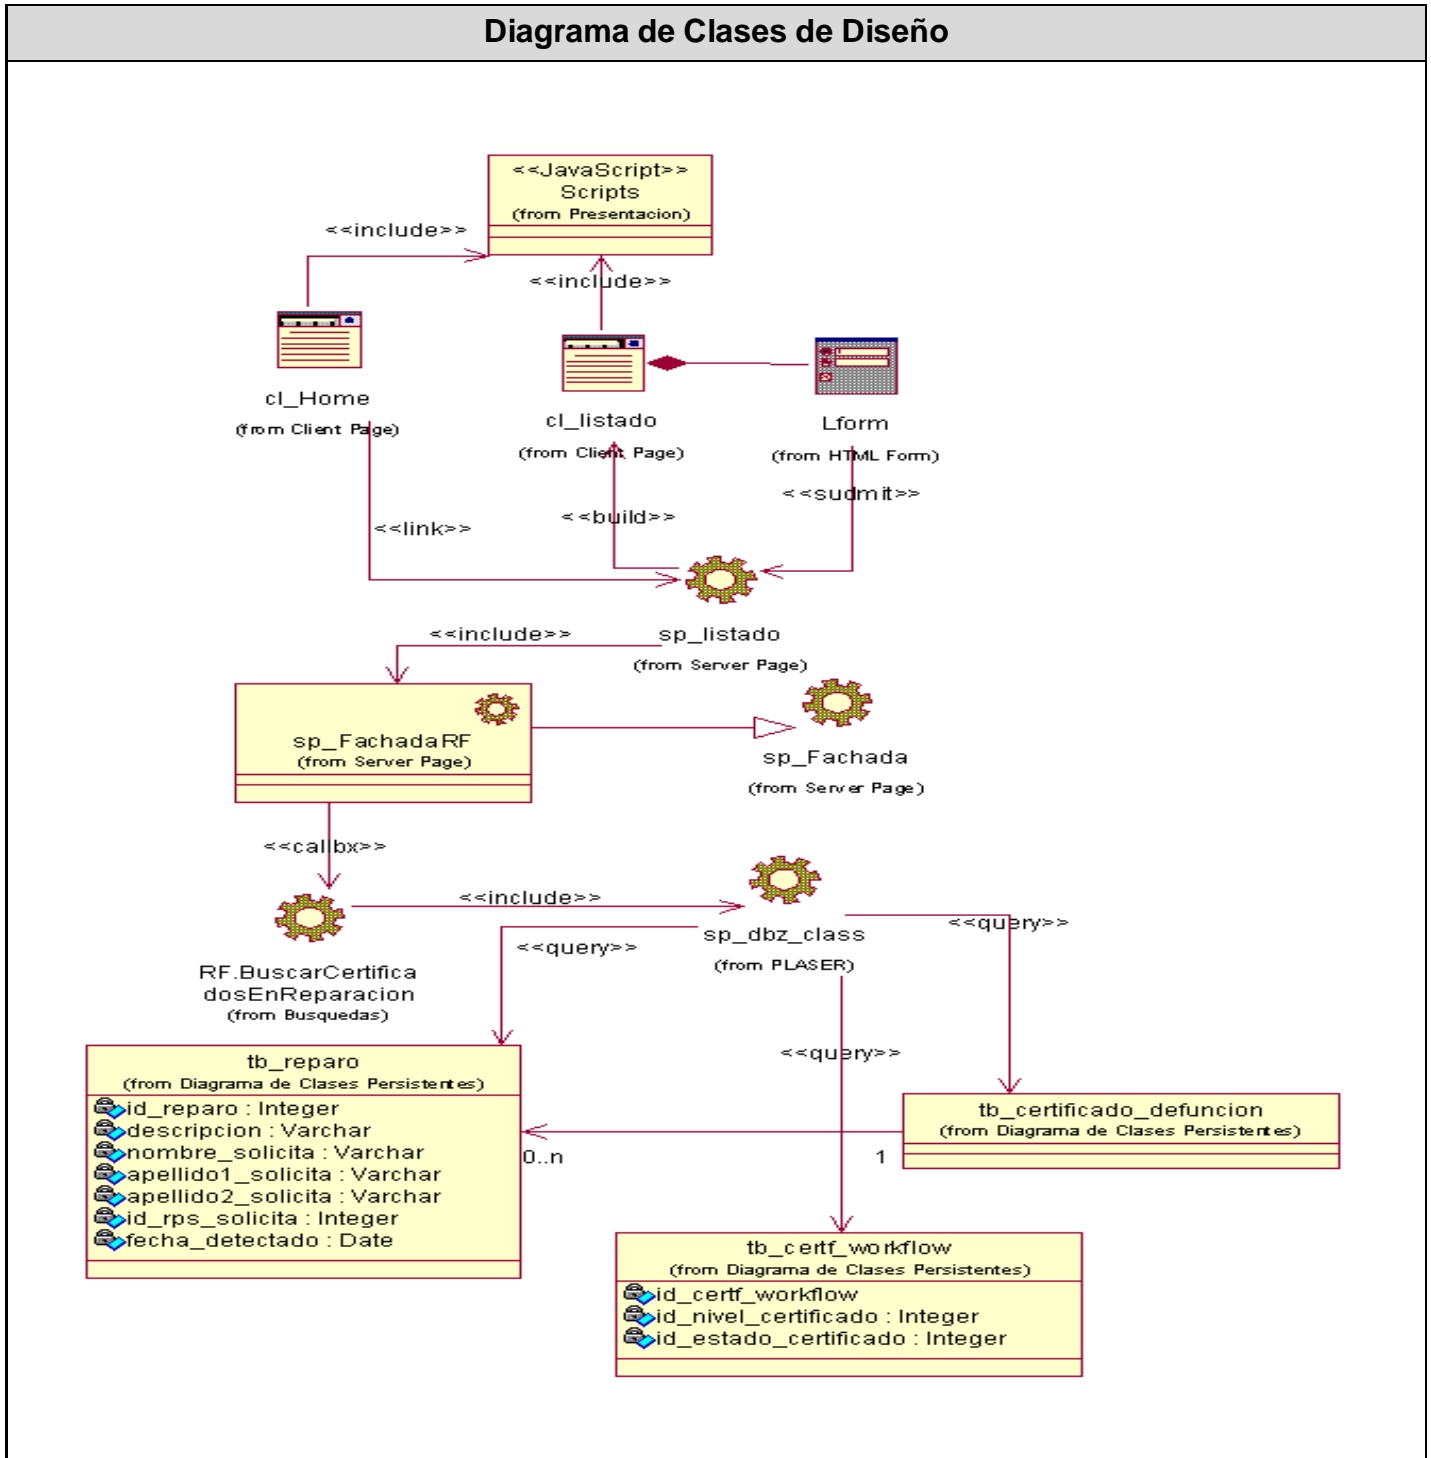 Diagrama de Clases de Diseño
<<JavaScript>>
Scripts
(from Presentacion)
<<include>>
<<include>>
cl_Home
(from Client Page)
cl_listado
(from Client Page)
Lform
(from HTML Form)
<<sudmit>>
<<build>>
<<link>>
<<include>>
sp_listado
(from Server Page)
sp_FachadaRF
(from Server Page)
sp_Fachada
(from Server Page)
<<callbx>>
<<include>>
<<query>>
sp_dbz_class
(from PLASER)
<<query>>
RF.BuscarCertifica
dosEnReparacion
(from Busquedas)
<<query>>
tb_reparo
(from Diagrama de Clases Persistentes)
id_reparo : Integer
descripcion : Varchar
nombre_solicita : Varchar
apellido1_solicita : Varchar
apellido2_solicita : Varchar
id_rps_solicita : Integer
fecha_detectado : Date
0..n
1
tb_certificado_defuncion
(from Diagrama de Clases Persistentes)
tb_certf_workflow
(from Diagrama de Clases Persistentes)
id_certf_workflow
id_nivel_certificado : Integer
id_estado_certificado : Integer